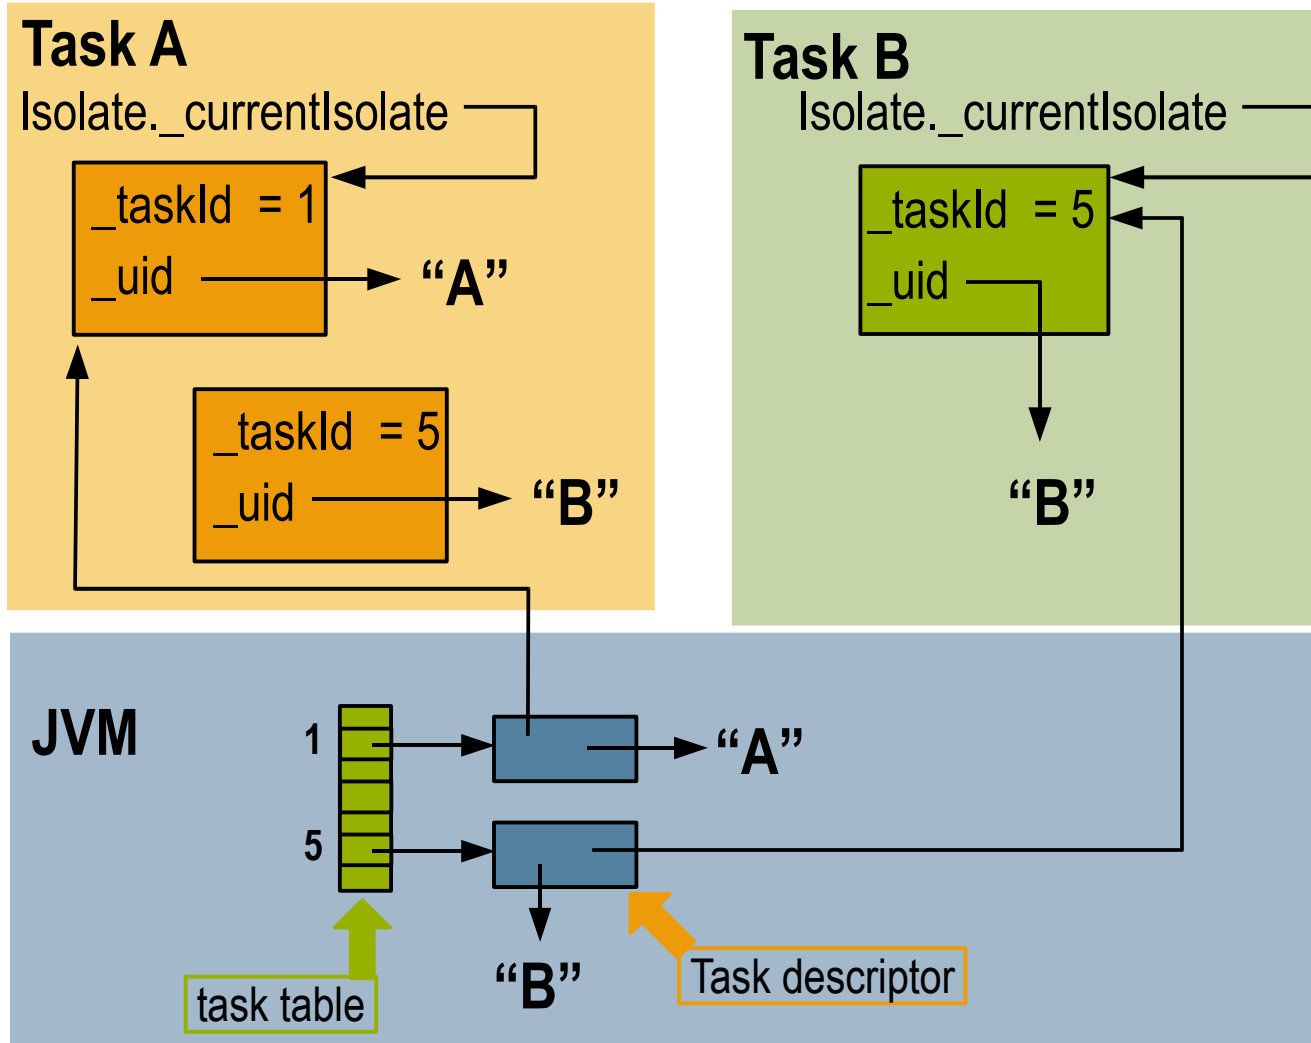 Task A
Isolate._currentIsolate
_taskId = 1
_uid
“A”
_taskId = 5
_uid
“B”
Task B
Isolate._currentIsolate
_taskId = 5
_uid
“B”
JVM
1
“A”
5
“B”
task table
Task descriptor